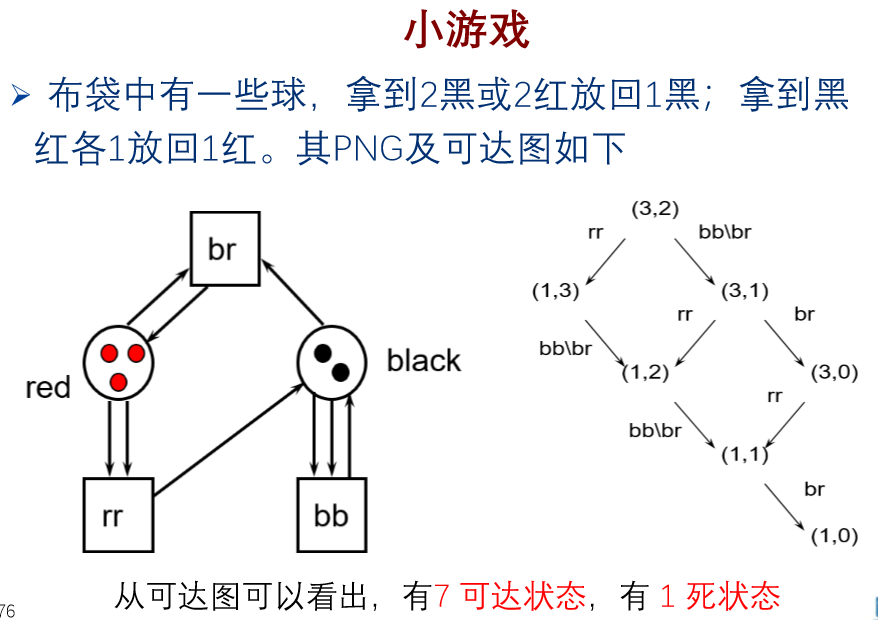 小游戏
➢ 布袋中有一些球，拿到2黑或2红放回1黑；拿到黑
红各1放回1红。其PNG及可达图如下
br
red
black
rr
bb
(3,2)
rr bb\br
(1,3) (3,1)
bb\br rr br
(1,2) (3,0)
bb\br rr
(1,1)
br
(1,0)
从可达图可以看出，有7 可达状态，有 1 死状态
76